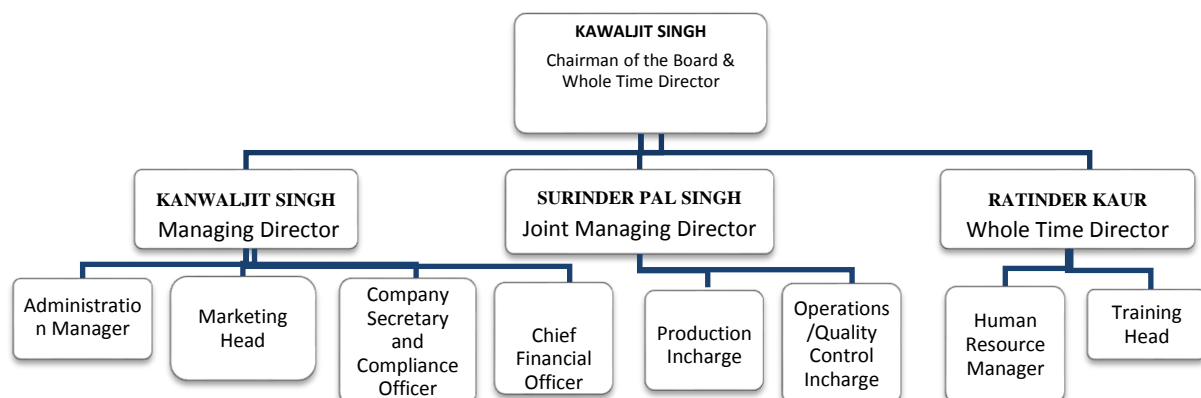 KAWALJIT SINGH
Chairman of the Board &
Whole Time Director
KANWALJIT SINGH
Managing Director
SURINDER PAL SINGH
Joint Managing Director
RATINDER KAUR
Whole Time Director
Administratio
n Manager
Marketing
Head
Company
Secretary
and
Compliance
Officer
Chief
Financial
Officer
Production
Incharge
Operations
/Quality
Control
Incharge
Human
Resource
Manager
Training
Head